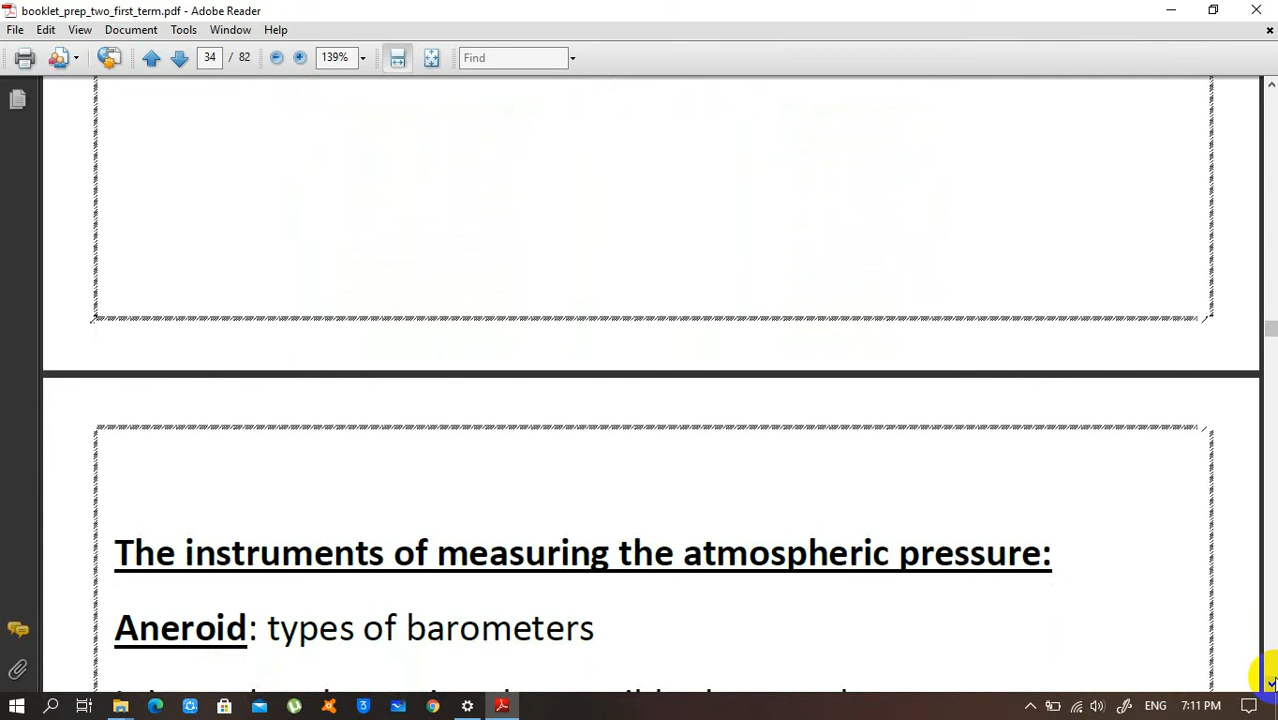 booklet_prep_two_first_term.pdf - Adobe Reader
File Edit View Document Tools Window Help
34 / 82 139% Find
The instruments of measuring the atmospheric pressure:
Aneroid: types of barometers
ENG 7:11 PM